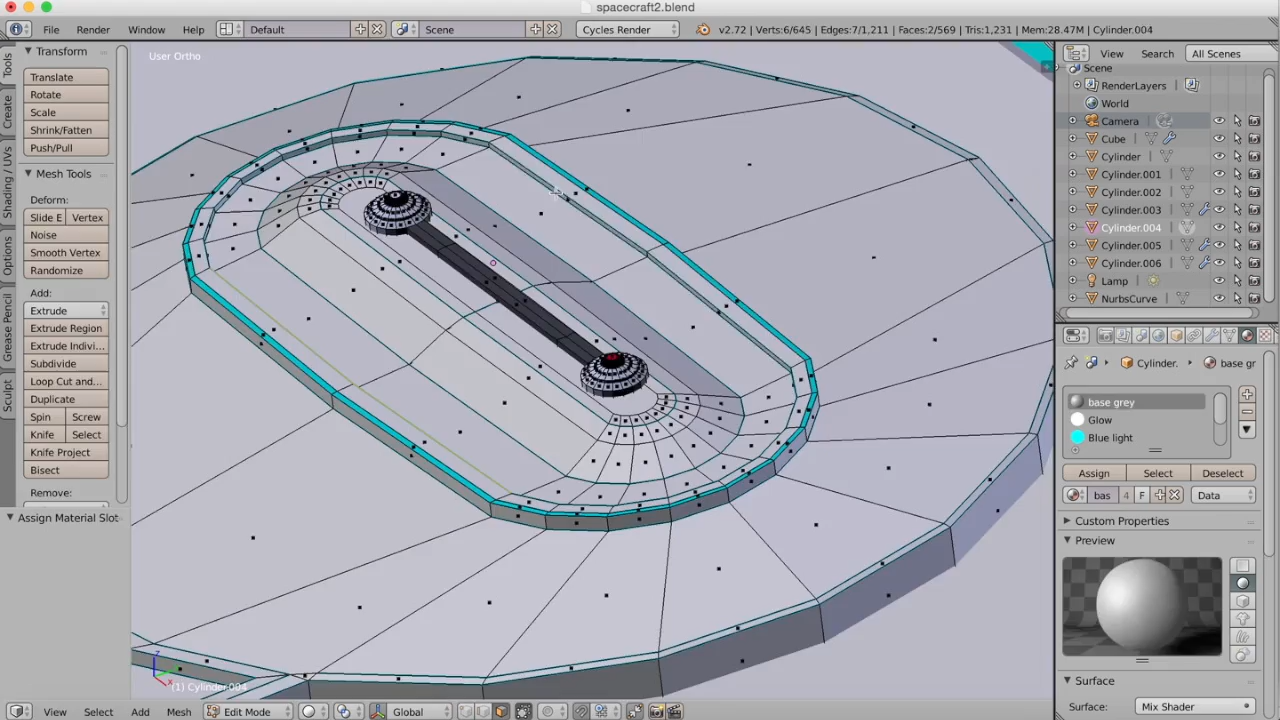 spacecraft2.blend
File Render Window Help Default Scene Cycles Render v2.72 | Verts:6/645 | Edges:7/1,211 | Faces:2/569 | Tris:1,231 | Mem:28.47M | Cylinder.004
Tools
Create
Shading / UVs
Options
Grease Pencil
Sculpt
Transform
Translate
Rotate
Scale
Shrink/Fatten
Push/Pull
Mesh Tools
Deform:
Slide E Vertex
Noise
Smooth Vertex
Randomize
Add:
Extrude
Extrude Region
Extrude Indivi...
Subdivide
Loop Cut and...
Duplicate
Spin Screw
Knife Select
Knife Project
Bisect
Remove:
Assign Material Slot
User Ortho
z
x
(1) Cylinder.004
View Select Add Mesh Edit Mode Global
View Search All Scenes
Scene
RenderLayers
World
Camera
Cube
Cylinder
Cylinder.001
Cylinder.002
Cylinder.003
Cylinder.004
Cylinder.005
Cylinder.006
Lamp
NurbsCurve
Cylinder. base gr
base grey
Glow
Blue light
Assign Select Deselect
bas 4 F Data
Custom Properties
Preview
Surface
Surface: Mix Shader